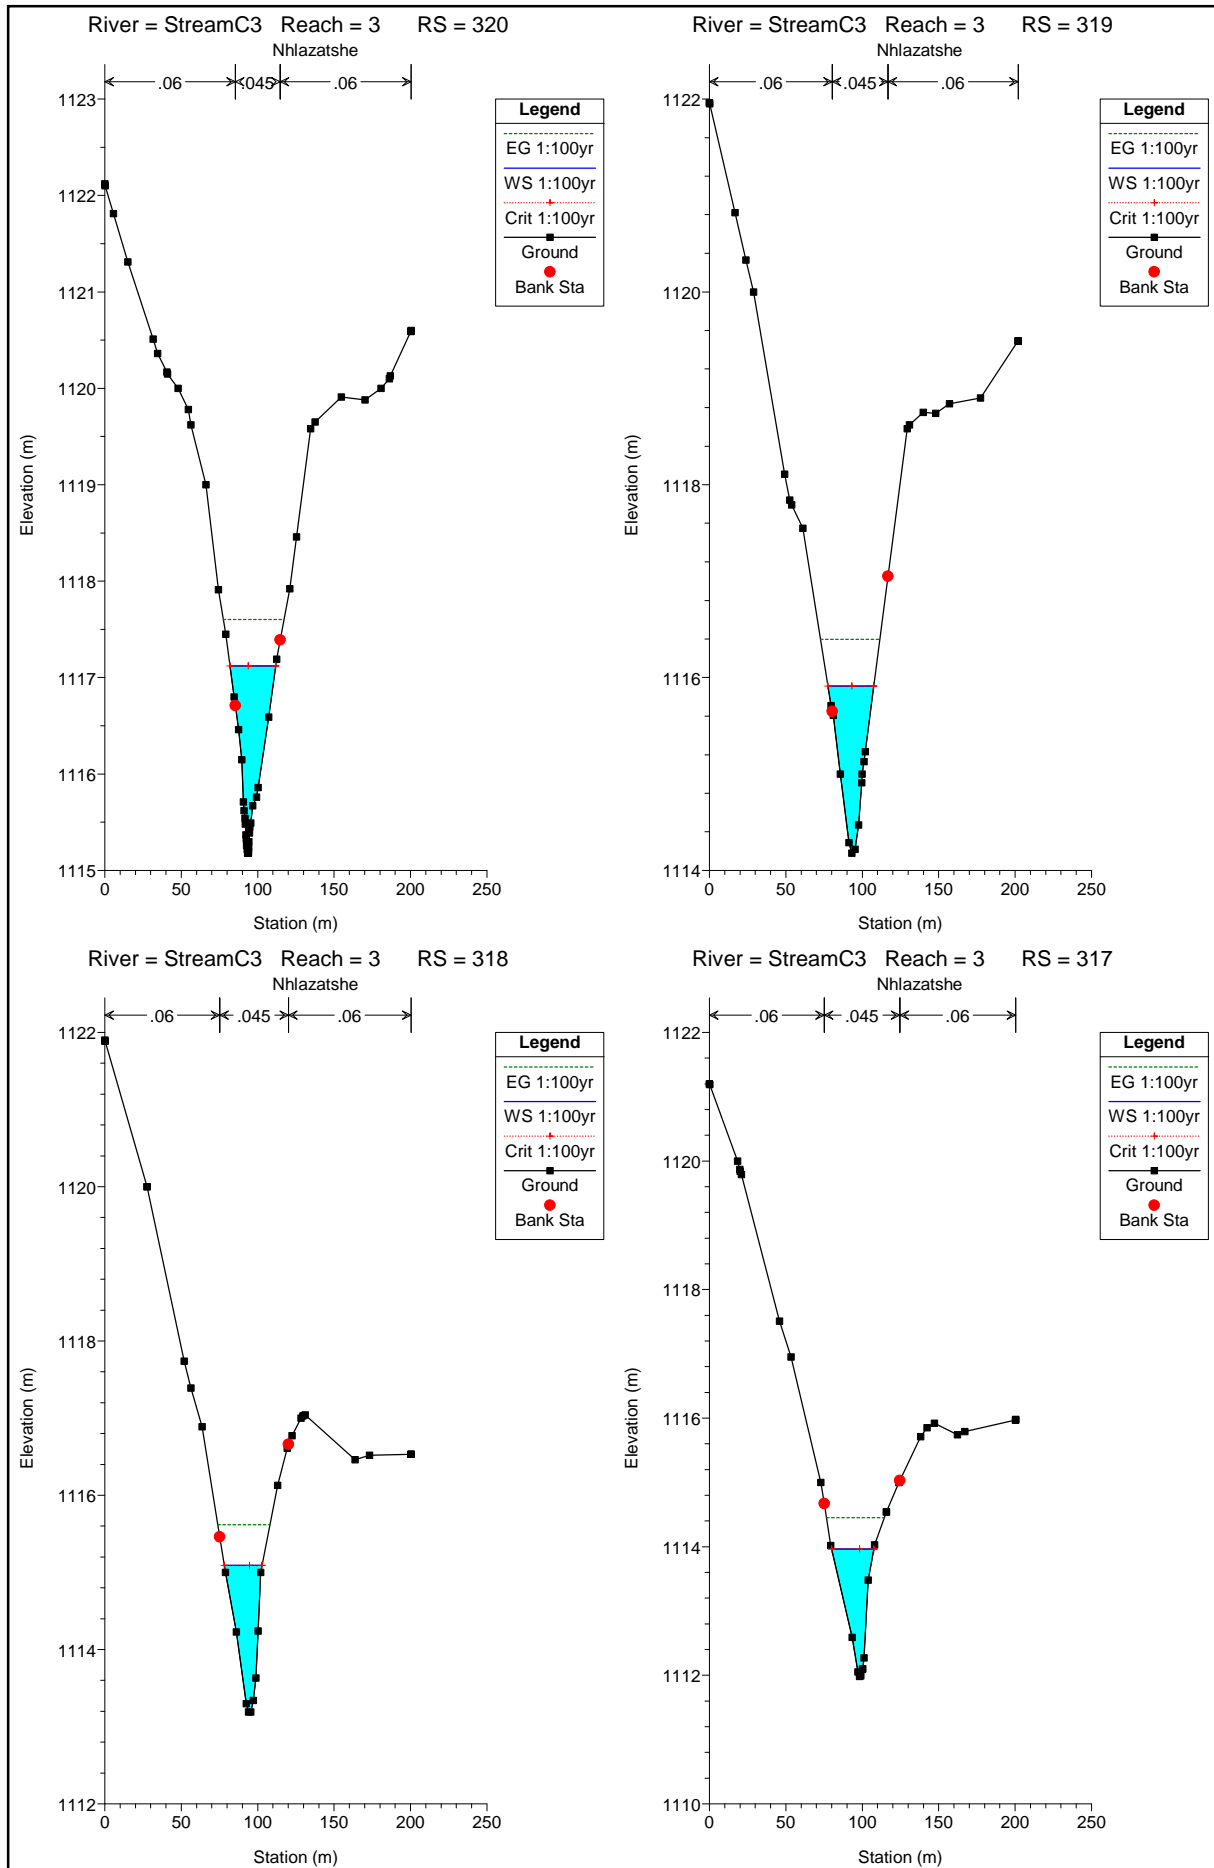 River = StreamC3 Reach = 3 RS = 320
Nhlazatshe
.06
.045
.06
1123
1122
1121
1120
1119
1118
1117
1116
1115
Elevation (m)
0 50 100 150 200 250
Station (m)
Legend
EG 1:100yr
WS 1:100yr
Crit 1:100yr
Ground
Bank Sta
River = StreamC3 Reach = 3 RS = 319
Nhlazatshe
.06
.045
.06
1122
1120
1118
1116
1114
Elevation (m)
0 50 100 150 200 250
Station (m)
Legend
EG 1:100yr
WS 1:100yr
Crit 1:100yr
Ground
Bank Sta
River = StreamC3 Reach = 3 RS = 318
Nhlazatshe
.06
.045
.06
1122
1120
1118
1116
1114
1112
Elevation (m)
0 50 100 150 200 250
Station (m)
Legend
EG 1:100yr
WS 1:100yr
Crit 1:100yr
Ground
Bank Sta
River = StreamC3 Reach = 3 RS = 317
Nhlazatshe
.06
.045
.06
1122
1120
1118
1116
1114
1112
1110
Elevation (m)
0 50 100 150 200 250
Station (m)
Legend
EG 1:100yr
WS 1:100yr
Crit 1:100yr
Ground
Bank Sta